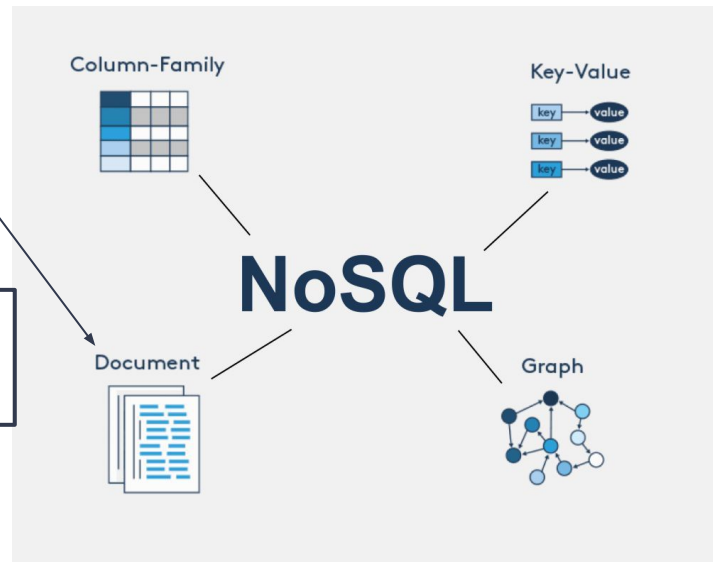 Column-Family
Key-Value
key value
key value
key value
NoSQL
Document
Graph